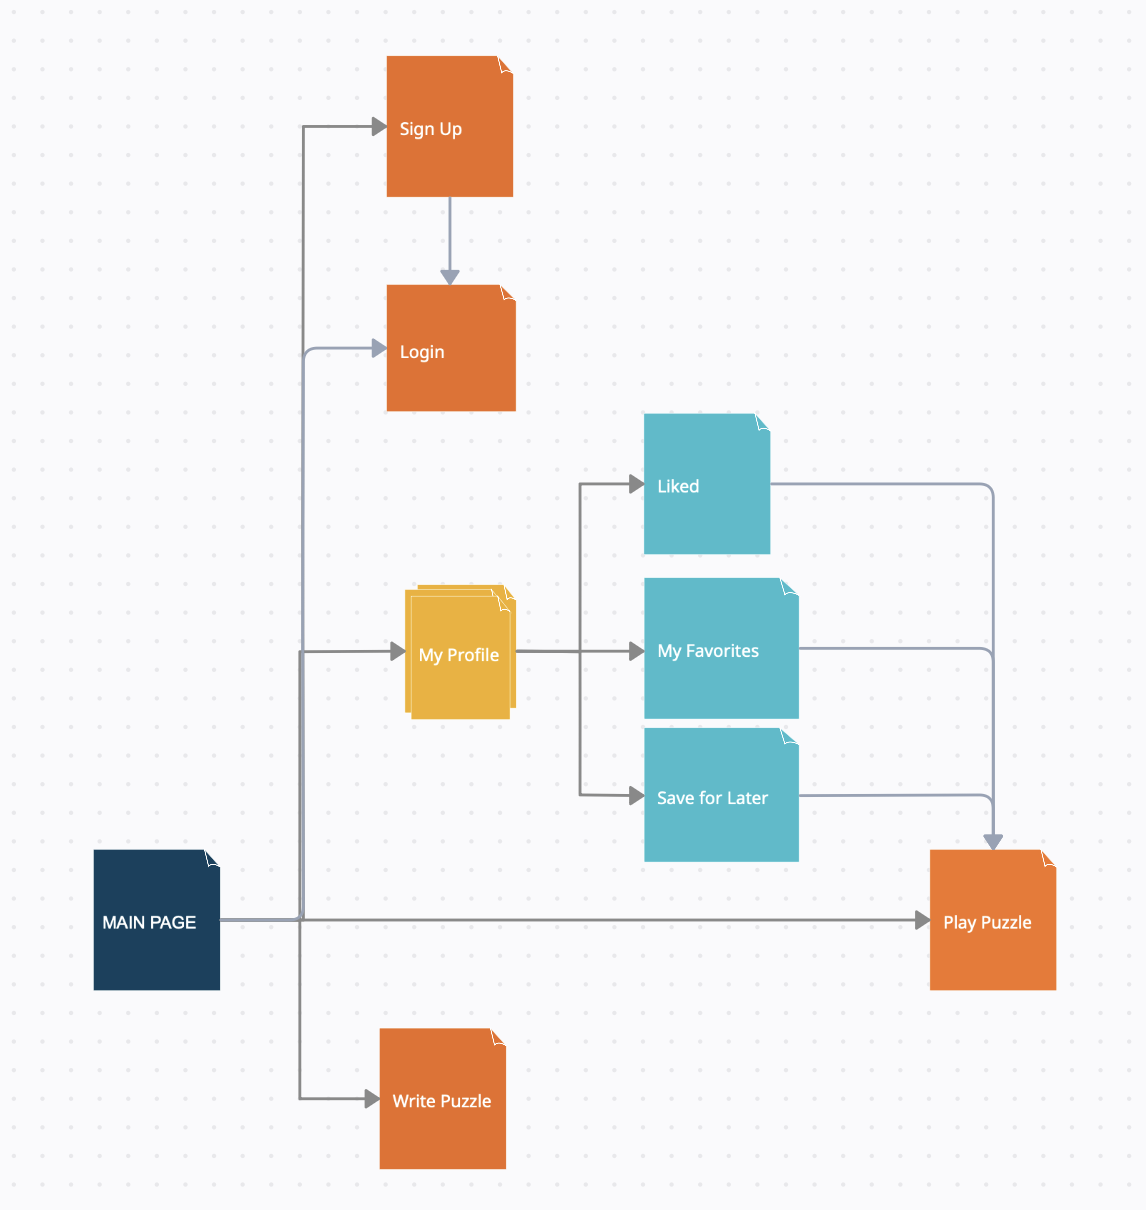 Sign Up
Login
Liked
My Profile
My Favorites
Save for Later
MAIN PAGE
Play Puzzle
Write Puzzle